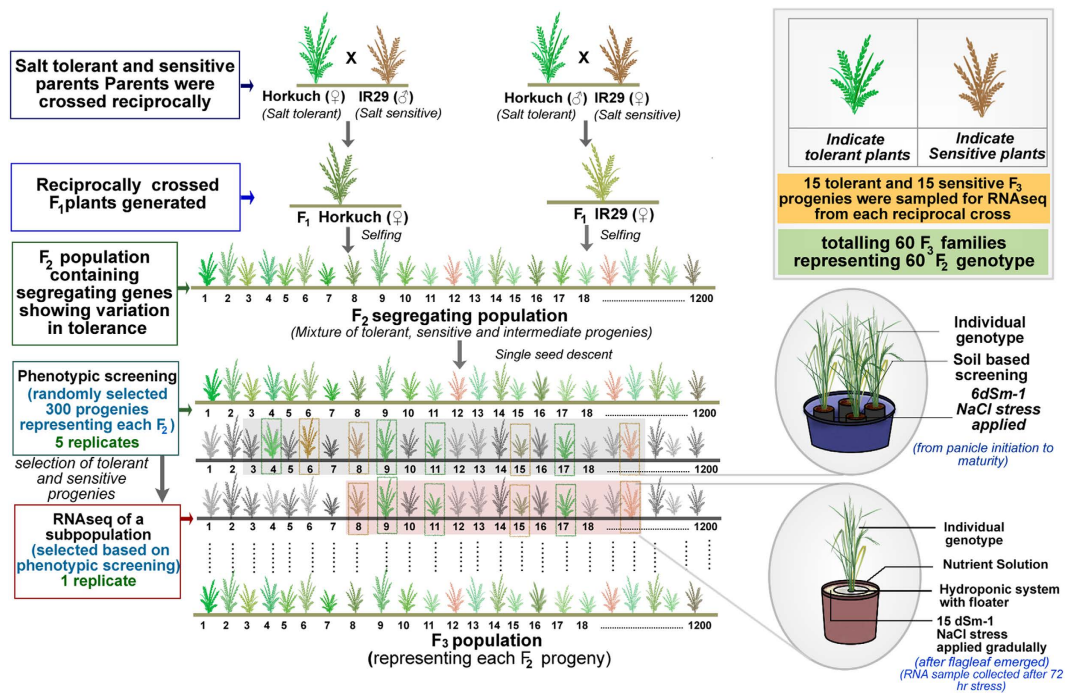 Salt tolerant and sensitive
parents Parents were
crossed reciprocally
X
Horkuch (♀) IR29 (♂)
(Salt tolerant) (Salt sensitive)
X
Horkuch (♂) IR29 (♀)
(Salt tolerant) (Salt sensitive)
Reciprocally crossed
F1plants generated
F1 Horkuch (♀)
Selfing
F1 IR29 (♀)
Selfing
F2 population
containing
segregating genes
showing variation
in tolerance
1 2 3 4 5 6 7 8 9 10 11 12 13 14 15 16 17 18 ........................ 1200
F2 segregating population
(Mixture of tolerant, sensitive and intermediate progenies)
Single seed descent
Phenotypic screening
(randomly selected
300 progenies
representing each F2)
5 replicates
1 2 3 4 5 6 7 8 9 10 11 12 13 14 15 16 17 18 ........................ 1200
1 2 3 4 5 6 7 8 9 10 11 12 13 14 15 16 17 18 ........................ 1200
selection of tolerant
and sensitive
progenies
RNAseq of a
subpopulation
(selected based on
phenotypic screening)
1 replicate
1 2 3 4 5 6 7 8 9 10 11 12 13 14 15 16 17 18 ........................ 1200
1 2 3 4 5 6 7 8 9 10 11 12 13 14 15 16 17 18 ........................ 1200
F3 population
(representing each F2 progeny)
Indicate
tolerant plants
Indicate
Sensitive plants
15 tolerant and 15 sensitive F3
progenies were sampled for RNAseq
from each reciprocal cross
totalling 60 F3 families
representing 60 F2 genotype
Individual
genotype
Soil based
screening
6dSm-1
NaCl stress
applied
(from panicle initiation to
maturity)
Individual
genotype
Nutrient Solution
Hydroponic system
with floater
15 dSm-1
NaCl stress
applied gradulally
(after flagleaf emerged)
(RNA sample collected after 72
hr stress)